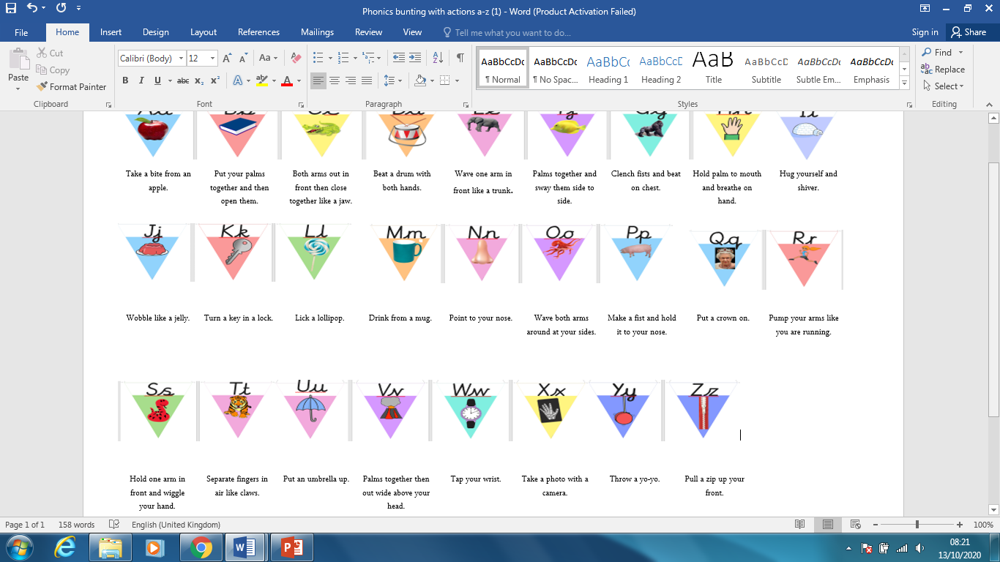 Phonics bunting with actions a-z (1) - Word (Product Activation Failed)
File Home Insert Design Layout References Mailings Review View Tell me what you want to do... Sign in Share
Paste
Cut
Copy
Format Painter
Clipboard
Calibri (Body) 12
Font
Paragraph
AaBbCcDc AaBbCcDc AaBbCc AaBbCcD AaB AaBbCcD AaBbCcDc AaBbCcDc
¶ Normal ¶ No Spac... Heading 1 Heading 2 Title Subtitle Subtle Em... Emphasis
Styles
Find
Replace
Select
Editing
Take a bite from an
apple.
Put your palms
together and then
open them.
Both arms out in
front then close
together like a jaw.
Beat a drum with
both hands.
Wave one arm in
front like a trunk.
Palms together and
sway them side to
side.
Clench fists and beat
on chest.
Hold palm to mouth
and breathe on
hand.
Hug yourself and
shiver.
Jj Kk Ll Mm Nn Oo Pp Qq Rr
Wobble like a jelly.
Turn a key in a lock.
Lick a lollipop.
Drink from a mug.
Point to your nose.
Wave both arms
around at your sides.
Make a fist and hold
it to your nose.
Put a crown on.
Pump your arms like
you are running.
Ss Tt Uu Vv Ww Xx Yy Zz
Hold one arm in
front and wiggle
your hand.
Separate fingers in
air like claws.
Put an umbrella up.
Palms together then
out wide above your
head.
Tap your wrist.
Take a photo with a
camera.
Throw a yo-yo.
Pull a zip up your
front.
Page 1 of 1 158 words English (United Kingdom) 100%
08:21
13/10/2020